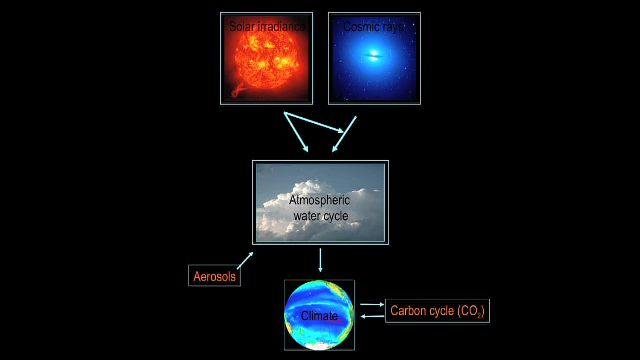 Solar irradiance
Cosmic rays
Atmospheric
water cycle
Aerosols
Climate
Carbon cycle (CO₂)